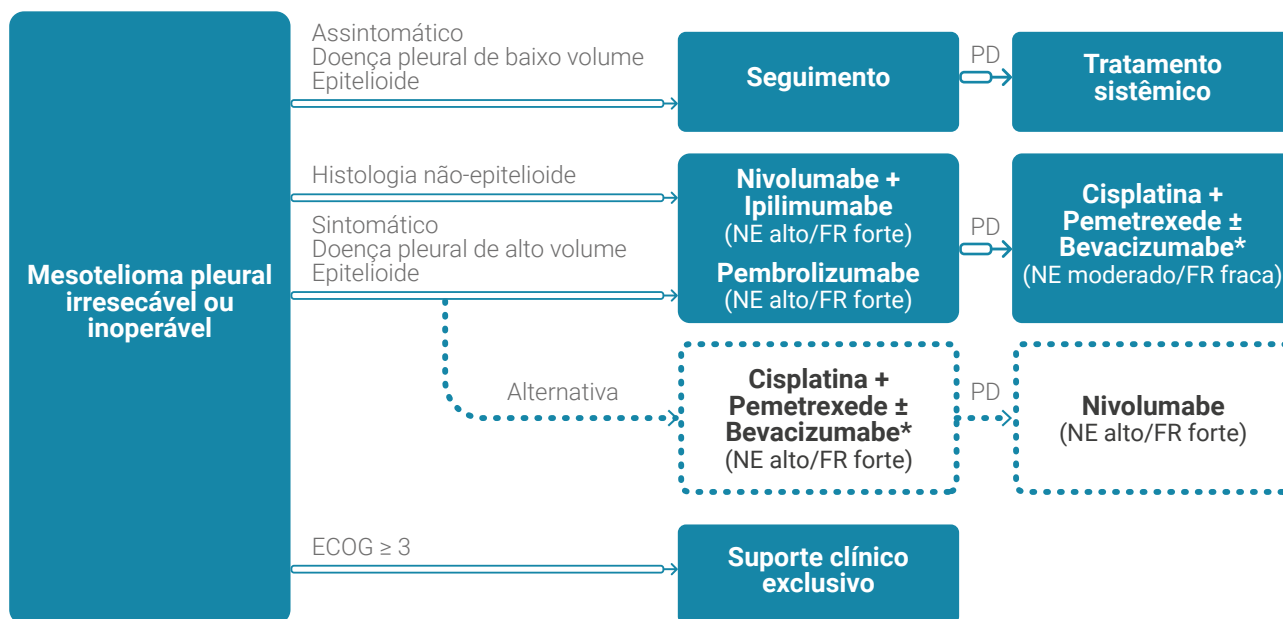 Mesotelioma pleural
irresecável ou
inoperável
Assintomático
Doença pleural de baixo volume
Epitelioide
Seguimento
PD
Tratamento
sistêmico
Histologia não-epitelioide
Sintomático
Doença pleural de alto volume
Epitelioide
Nivolumabe +
Ipilimumabe
(NE alto/FR forte)
Pembrolizumabe
(NE alto/FR forte)
PD
Cisplatina +
Pemetrexede ±
Bevacizumabe*
(NE moderado/FR fraca)
Alternativa
Cisplatina +
Pemetrexede ±
Bevacizumabe*
(NE alto/FR forte)
PD
Nivolumabe
(NE alto/FR forte)
ECOG ≥ 3
Suporte clínico
exclusivo